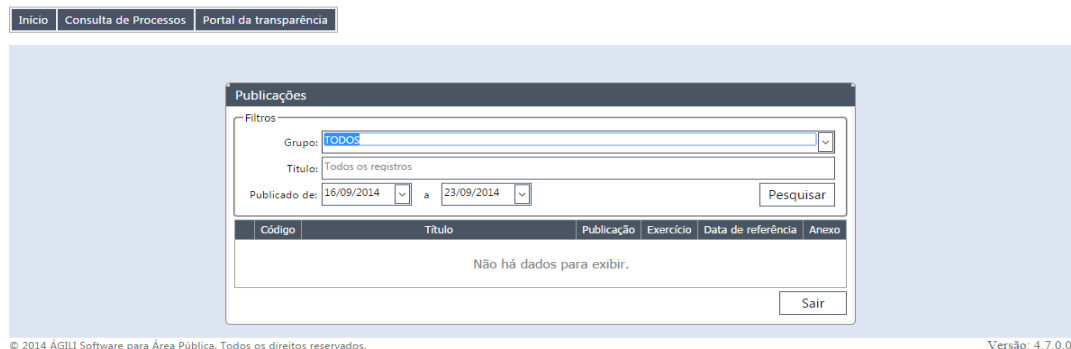 Início Consulta de Processos Portal da transparência
Publicações
Filtros
Grupo: TODOS
Título: Todos os registros
Publicado de: 16/09/2014 a 23/09/2014 Pesquisar
Código Título Publicação Exercício Data de referência Anexo
Não há dados para exibir.
Sair
© 2014 ÁGILI Software para Área Pública. Todos os direitos reservados. Versão: 4.7.0.0